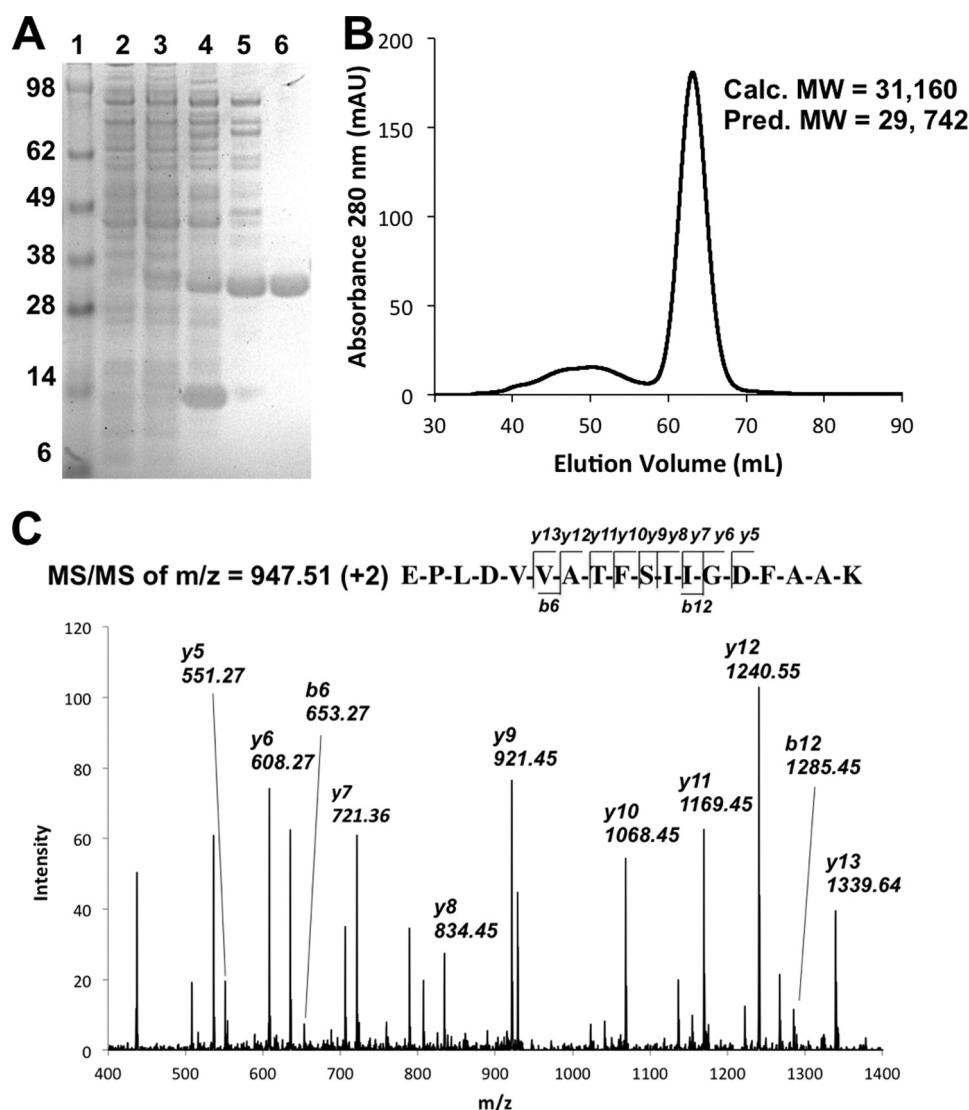 A
1 2 3 4 5 6
98
62
49
38
28
14
6
B
200
150
100
50
0
30 40 50 60 70 80 90
Absorbance 280 nm (mAU)
Elution Volume (mL)
Calc. MW = 31,160
Pred. MW = 29, 742
C
y13 y12 y11 y10 y9 y8 y7 y6 y5
MS/MS of m/z = 947.51 (+2) E-P-L-D-V-V-A-T-F-S-I-I-G-D-F-A-A-K
b6 b12
120
100
80
60
40
20
0
Intensity
400 500 600 700 800 900 1000 1100 1200 1300 1400
m/z
y5
551.27
b6
653.27
y6
608.27
y7
721.36
y8
834.45
y9
921.45
y10
1068.45
y11
1169.45
y12
1240.55
b12
1285.45
y13
1339.64